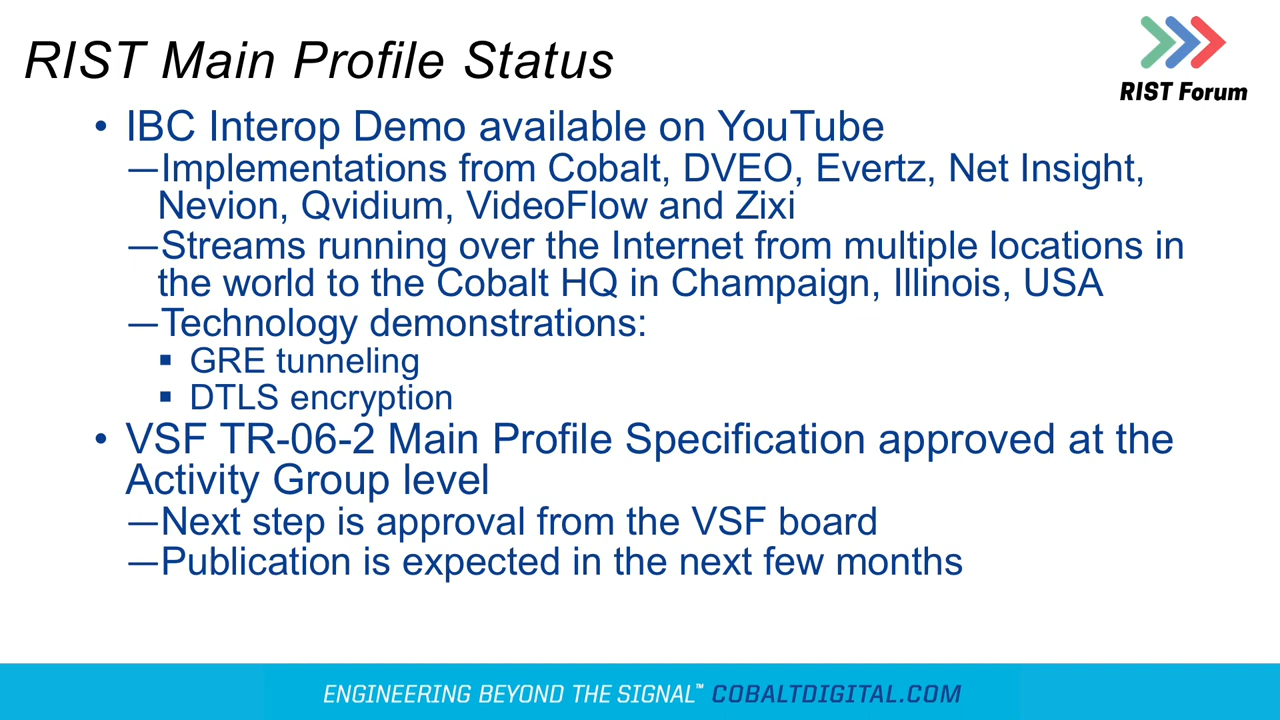 RIST Main Profile Status
RIST Forum
• IBC Interop Demo available on YouTube
—Implementations from Cobalt, DVEO, Evertz, Net Insight,
Nevion, Qvidium, VideoFlow and Zixi
—Streams running over the Internet from multiple locations in
the world to the Cobalt HQ in Champaign, Illinois, USA
—Technology demonstrations:
▪ GRE tunneling
▪ DTLS encryption
• VSF TR-06-2 Main Profile Specification approved at the
Activity Group level
—Next step is approval from the VSF board
—Publication is expected in the next few months
ENGINEERING BEYOND THE SIGNAL™ COBALTDIGITAL.COM